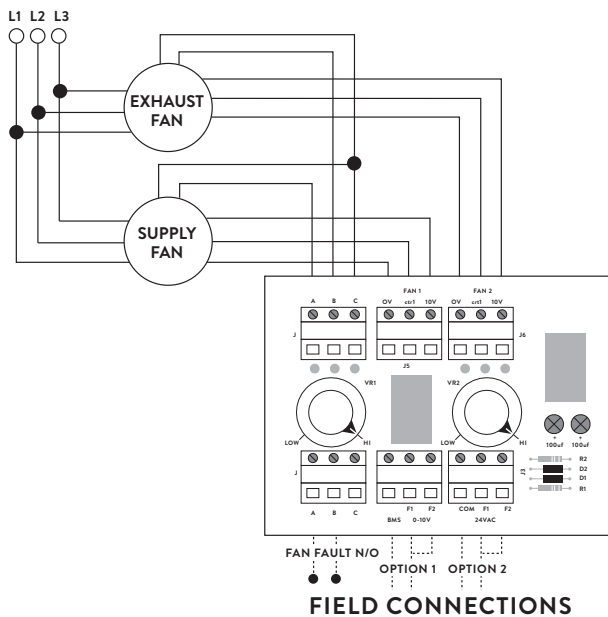 L1 L2 L3
EXHAUST
FAN
SUPPLY
FAN
FAN 1 FAN 2
A B C OV ctr1 10V OV crt1 10V
J J5 J6
VR1 VR2
LOW HI LOW HI
+ +
100uf 100uf
R2
D2
D1
R1
J J3
A B C F1 F2 COM F1 F2
BMS 0-10V 24VAC
FAN FAULT N/O
OPTION 1 OPTION 2
FIELD CONNECTIONS